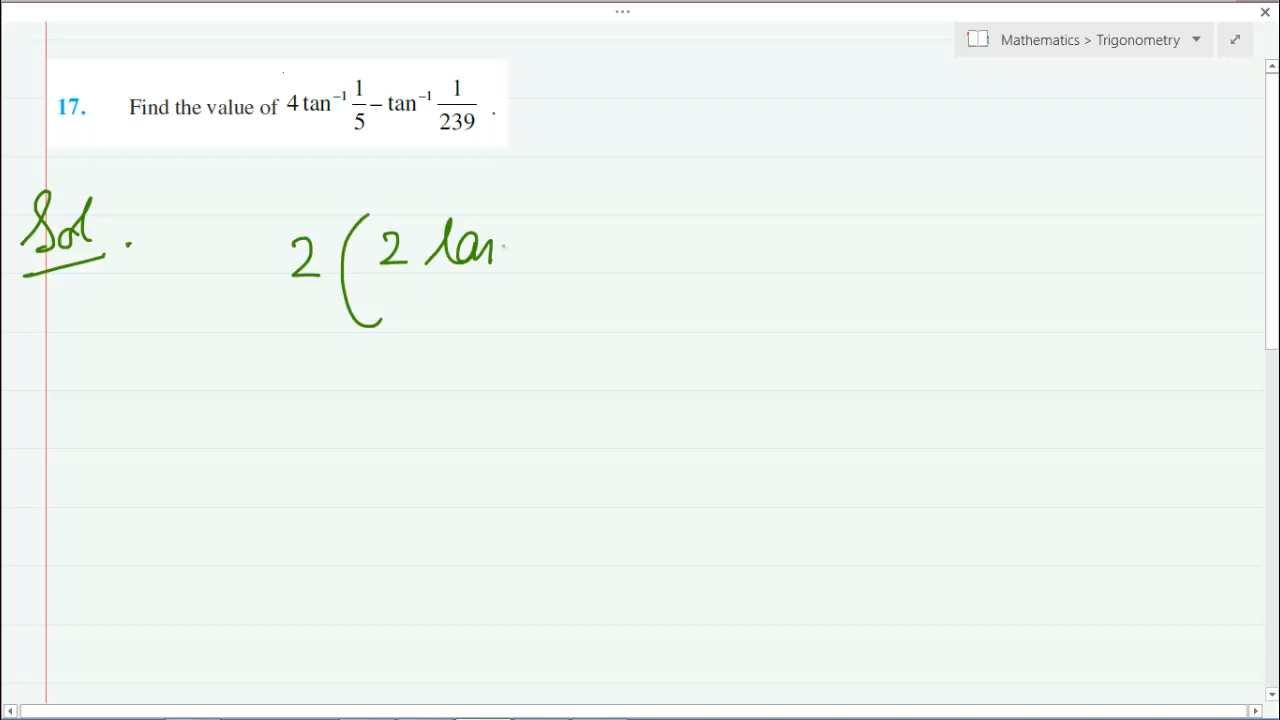 Mathematics > Trigonometry
17. Find the value of 4 tan⁻¹ 1/5 – tan⁻¹ 1/239 .
Sol . 2 ( 2 tan